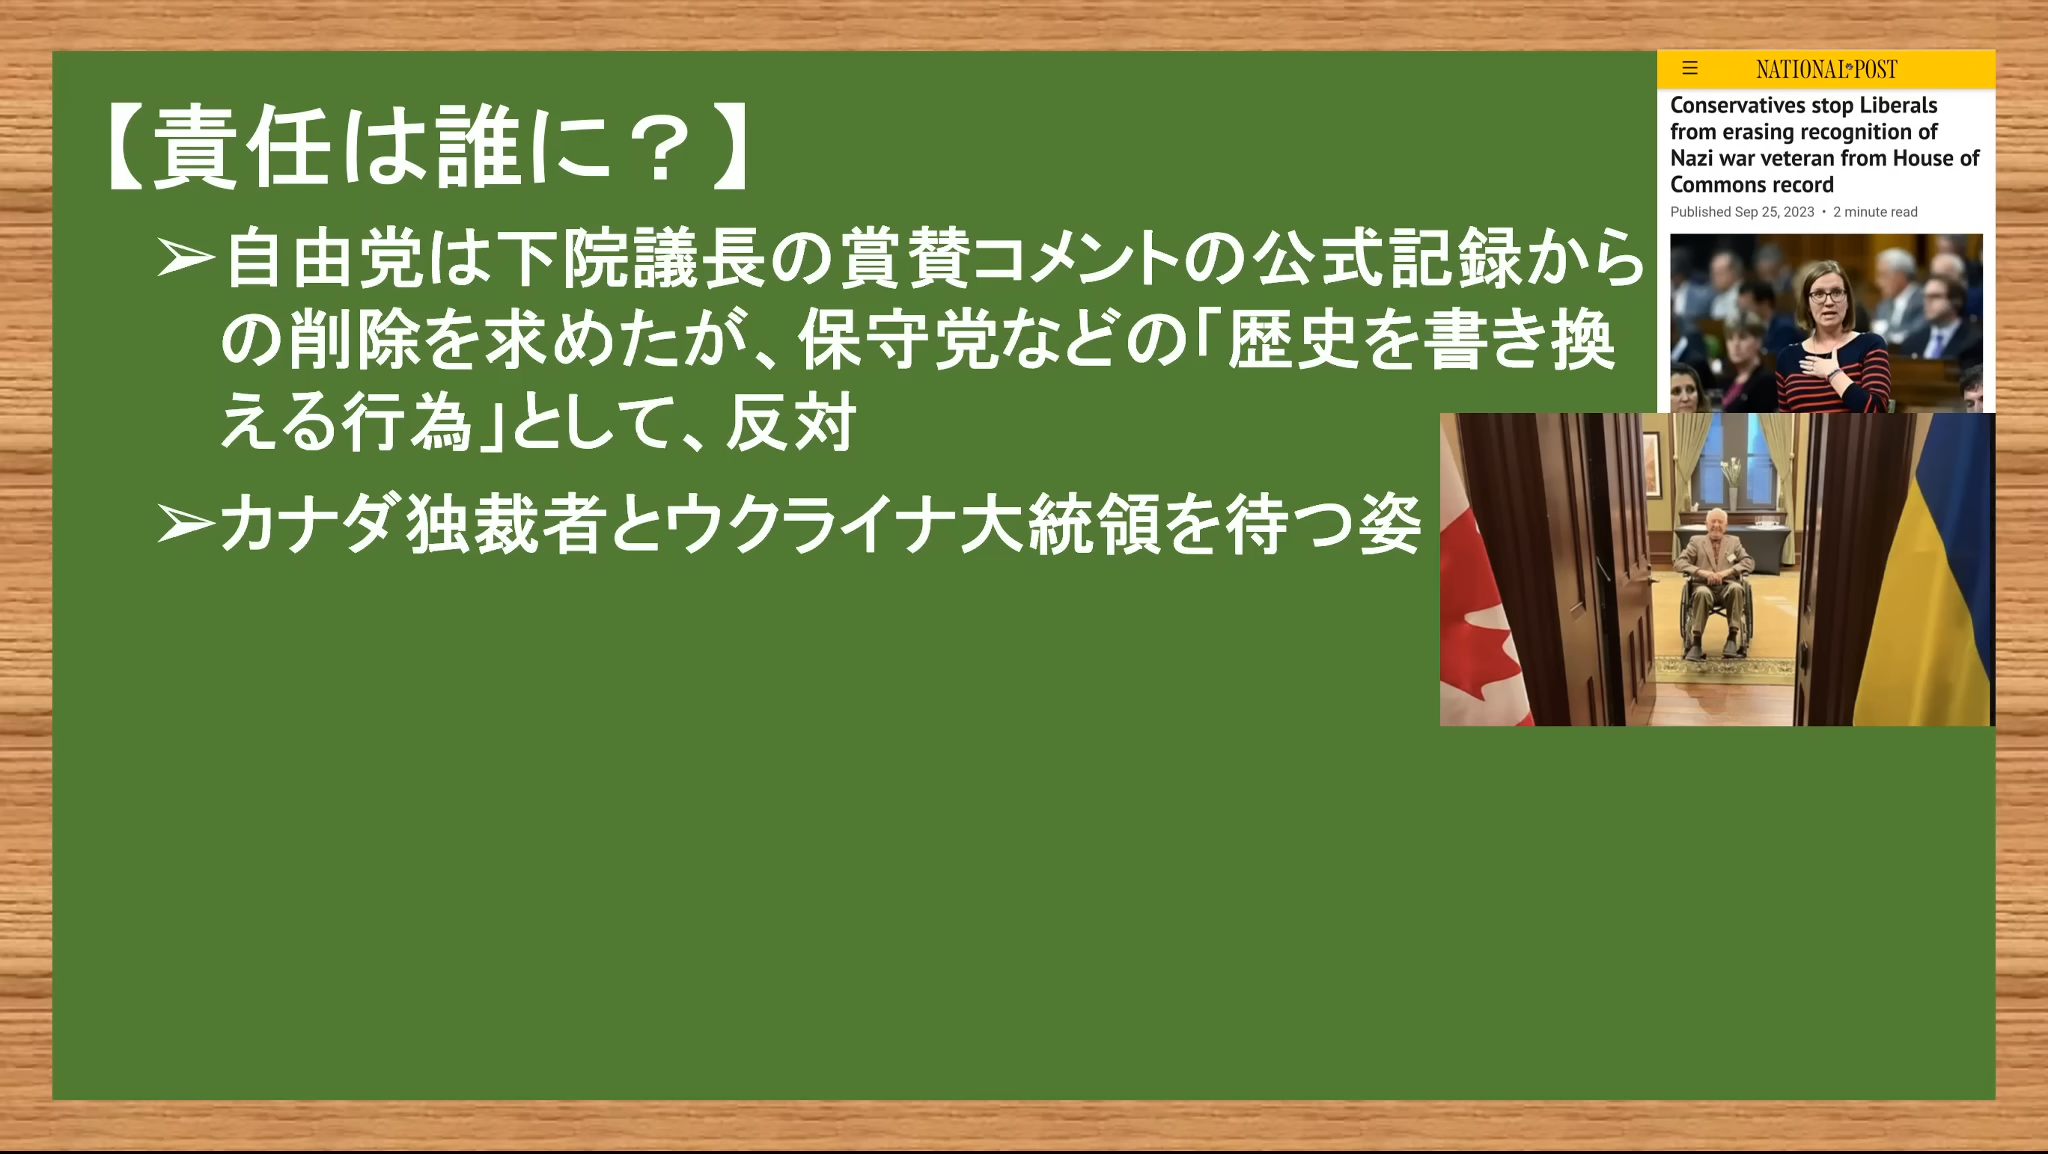 【責任は誰に？】
➢自由党は下院議長の賞賛コメントの公式記録から
の削除を求めたが、保守党などの「歴史を書き換
える行為」として、反対
➢カナダ独裁者とウクライナ大統領を待つ姿
NATIONAL POST
Conservatives stop Liberals
from erasing recognition of
Nazi war veteran from House of
Commons record
Published Sep 25, 2023 • 2 minute read